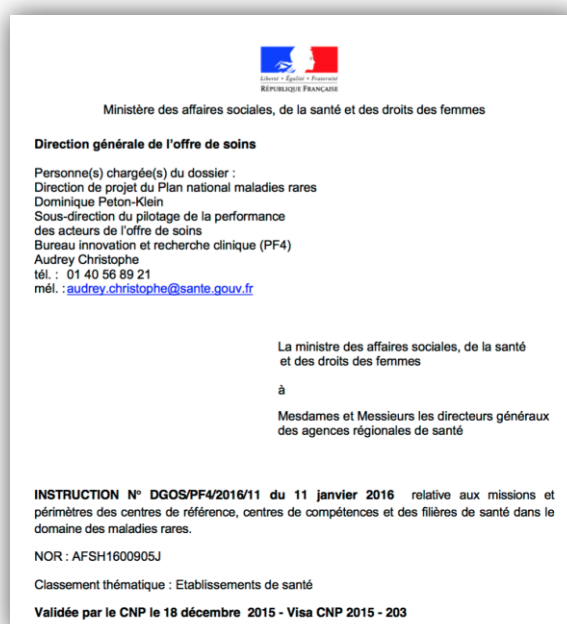 Liberté • Égalité • Fraternité
RÉPUBLIQUE FRANÇAISE
Ministère des affaires sociales, de la santé et des droits des femmes
Direction générale de l'offre de soins
Personne(s) chargée(s) du dossier :
Direction de projet du Plan national maladies rares
Dominique Peton-Klein
Sous-direction du pilotage de la performance
des acteurs de l'offre de soins
Bureau innovation et recherche clinique (PF4)
Audrey Christophe
tél. : 01 40 56 89 21
mél. : audrey.christophe@sante.gouv.fr
La ministre des affaires sociales, de la santé
et des droits des femmes
à
Mesdames et Messieurs les directeurs généraux
des agences régionales de santé
INSTRUCTION N° DGOS/PF4/2016/11 du 11 janvier 2016 relative aux missions et
périmètres des centres de référence, centres de compétences et des filières de santé dans le
domaine des maladies rares.
NOR : AFSH1600905J
Classement thématique : Etablissements de santé
Validée par le CNP le 18 décembre 2015 - Visa CNP 2015 - 203